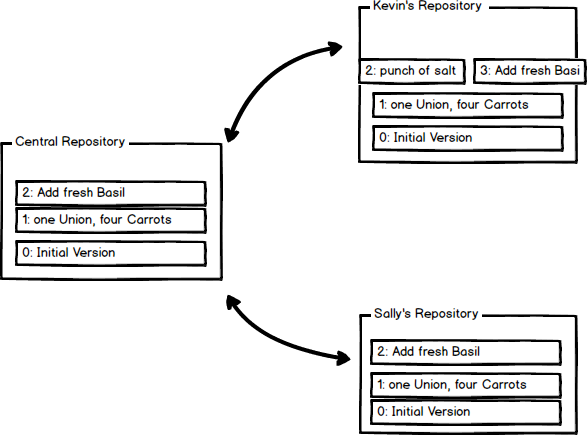 Kevin's Repository
2: punch of salt
3: Add fresh Basi
1: one Union, four Carrots
0: Initial Version
Central Repository
2: Add fresh Basil
1: one Union, four Carrots
0: Initial Version
Sally's Repository
2: Add fresh Basil
1: one Union, four Carrots
0: Initial Version